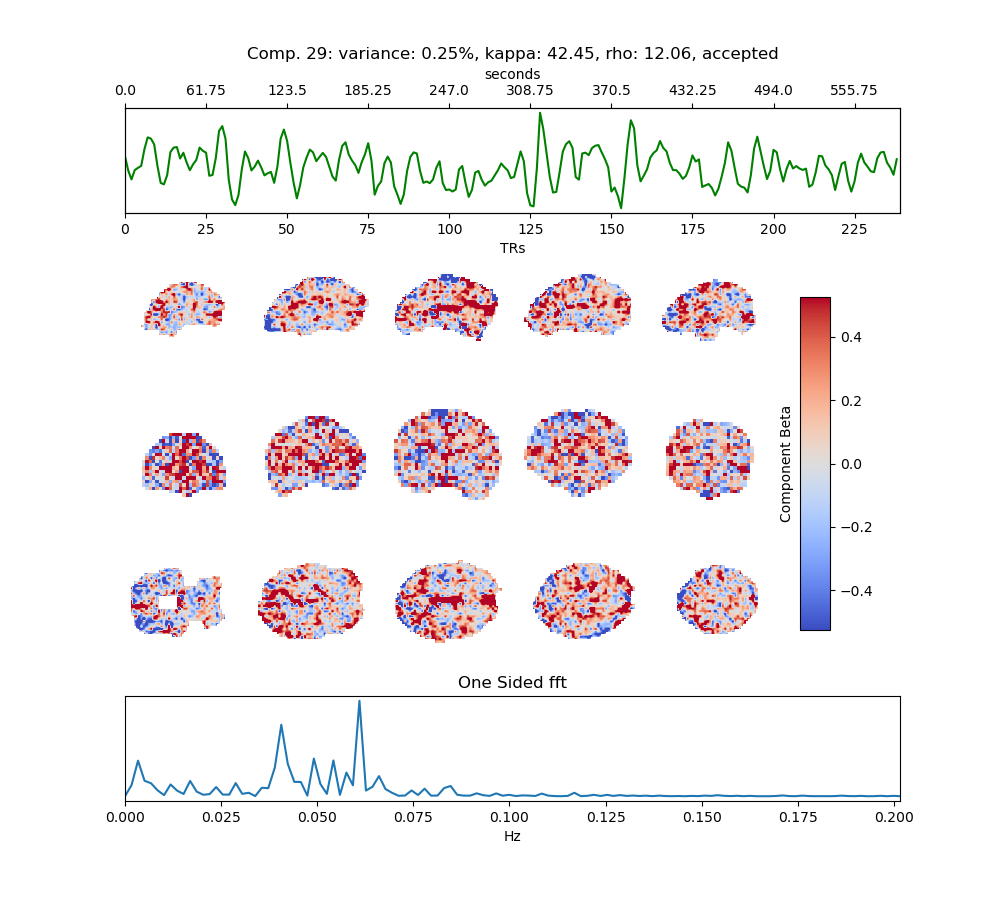 Comp. 29: variance: 0.25%, kappa: 42.45, rho: 12.06, accepted
seconds
0.0 61.75 123.5 185.25 247.0 308.75 370.5 432.25 494.0 555.75
0 25 50 75 100 125 150 175 200 225
TRs
0.4
0.2
0.0
−0.2
−0.4
Component Beta
One Sided fft
0.000 0.025 0.050 0.075 0.100 0.125 0.150 0.175 0.200
Hz